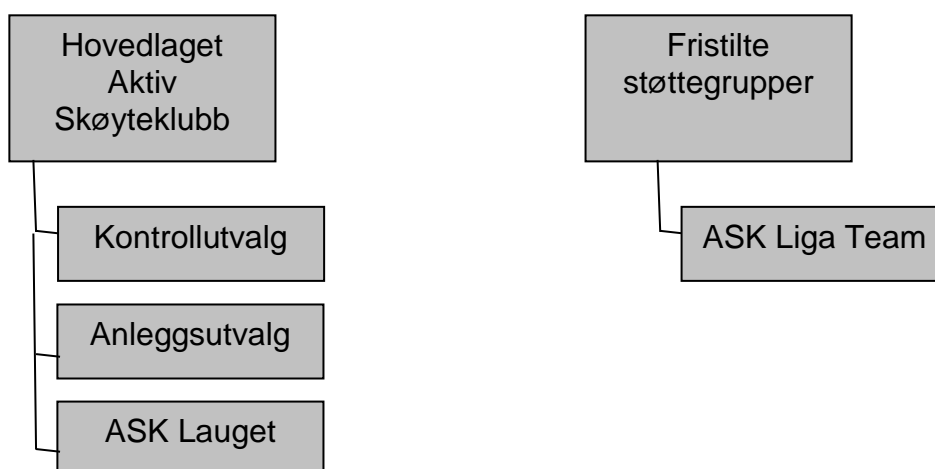 Hovedlaget
Aktiv
Skøyteklubb
Kontrollutvalg
Anleggsutvalg
ASK Lauget
Fristilte
støttegrupper
ASK Liga Team